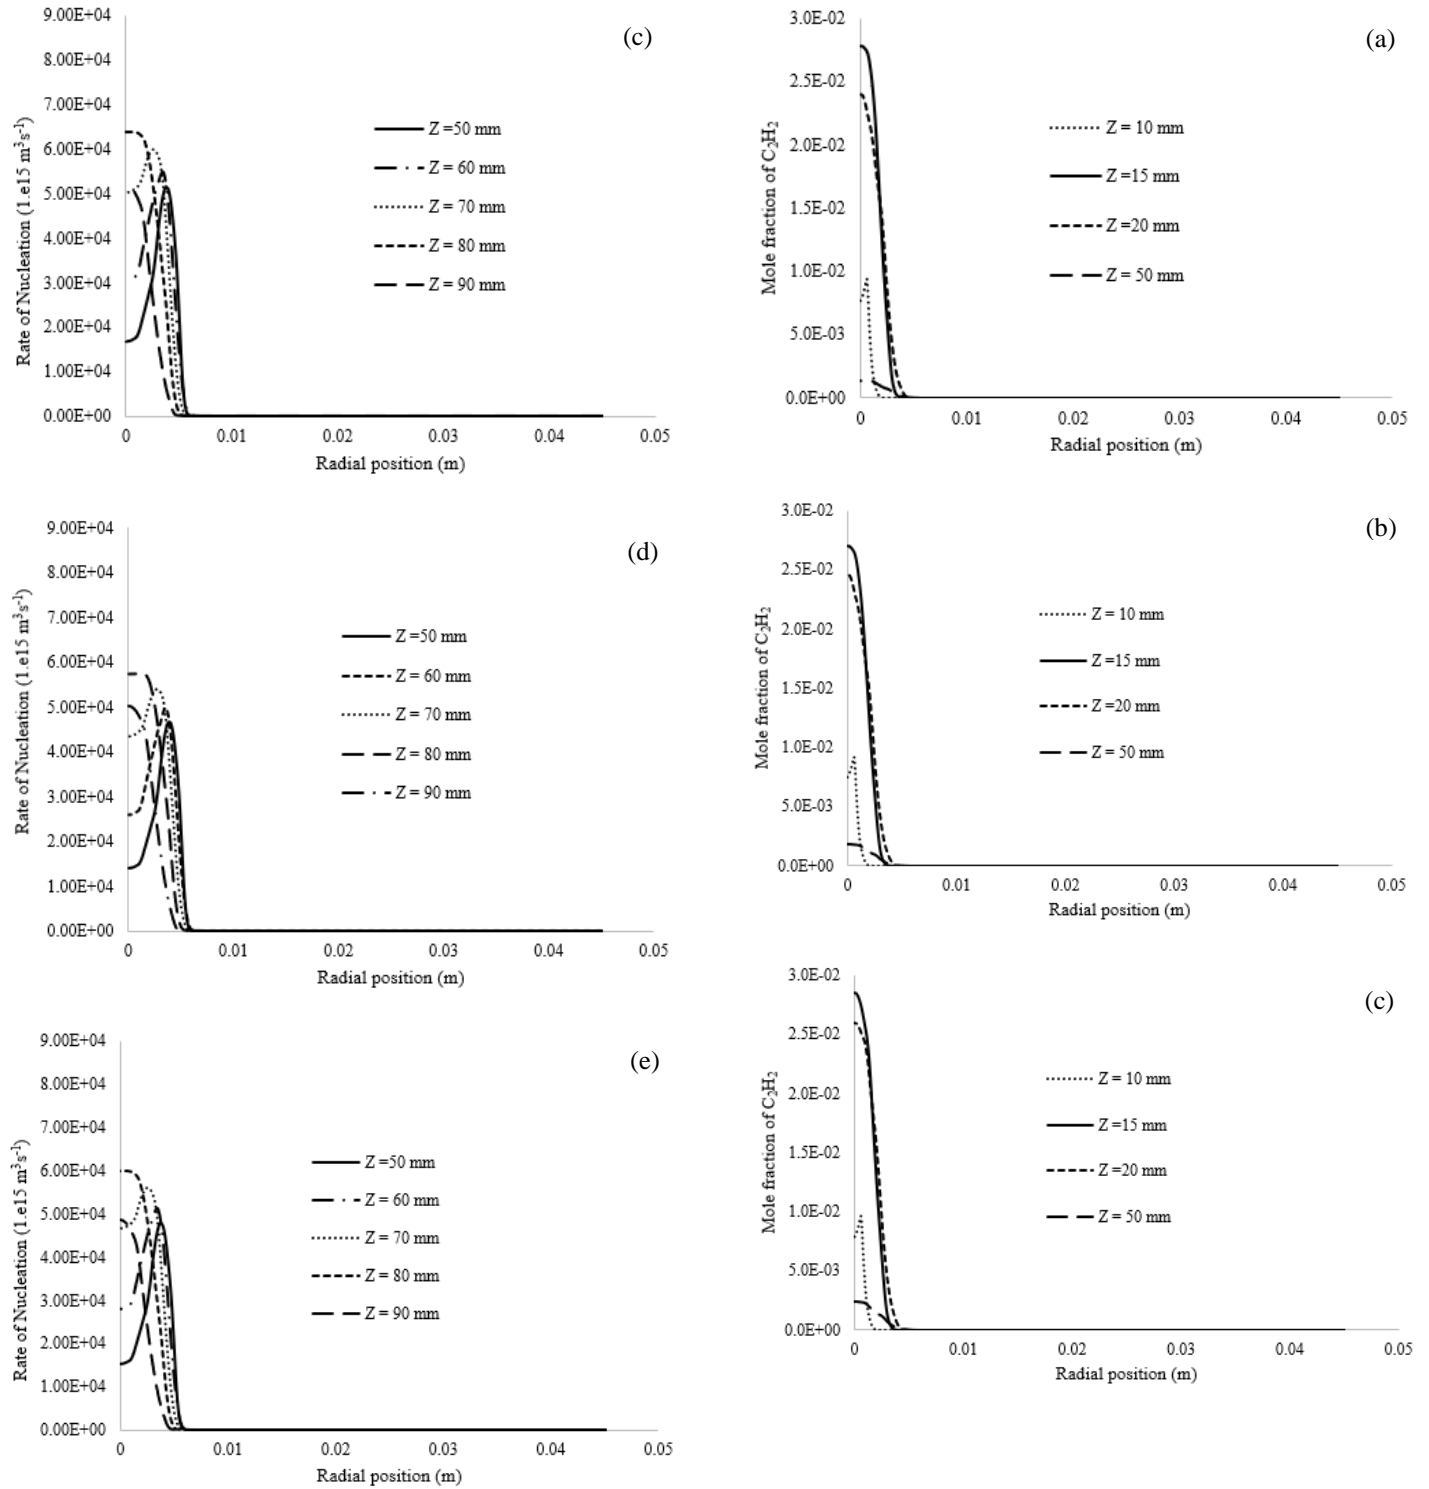 (c)
Rate of Nucleation (1.e15 m³s⁻¹)
9.00E+04
8.00E+04
7.00E+04
6.00E+04
5.00E+04
4.00E+04
3.00E+04
2.00E+04
1.00E+04
0.00E+00
Z =50 mm
Z = 60 mm
Z = 70 mm
Z = 80 mm
Z = 90 mm
0 0.01 0.02 0.03 0.04 0.05
Radial position (m)
(d)
Rate of Nucleation (1.e15 m³s⁻¹)
9.00E+04
8.00E+04
7.00E+04
6.00E+04
5.00E+04
4.00E+04
3.00E+04
2.00E+04
1.00E+04
0.00E+00
Z =50 mm
Z = 60 mm
Z = 70 mm
Z = 80 mm
Z = 90 mm
0 0.01 0.02 0.03 0.04 0.05
Radial position (m)
(e)
Rate of Nucleation (1.e15 m³s⁻¹)
9.00E+04
8.00E+04
7.00E+04
6.00E+04
5.00E+04
4.00E+04
3.00E+04
2.00E+04
1.00E+04
0.00E+00
Z =50 mm
Z = 60 mm
Z = 70 mm
Z = 80 mm
Z = 90 mm
0 0.01 0.02 0.03 0.04 0.05
Radial position (m)
(a)
Mole fraction of C₂H₂
3.0E-02
2.5E-02
2.0E-02
1.5E-02
1.0E-02
5.0E-03
0.0E+00
Z = 10 mm
Z =15 mm
Z =20 mm
Z = 50 mm
0 0.01 0.02 0.03 0.04 0.05
Radial position (m)
(b)
Mole fraction of C₂H₂
3.0E-02
2.5E-02
2.0E-02
1.5E-02
1.0E-02
5.0E-03
0.0E+00
Z = 10 mm
Z =15 mm
Z =20 mm
Z = 50 mm
0 0.01 0.02 0.03 0.04 0.05
Radial position (m)
(c)
Mole fraction of C₂H₂
3.0E-02
2.5E-02
2.0E-02
1.5E-02
1.0E-02
5.0E-03
0.0E+00
Z = 10 mm
Z =15 mm
Z =20 mm
Z = 50 mm
0 0.01 0.02 0.03 0.04 0.05
Radial position (m)